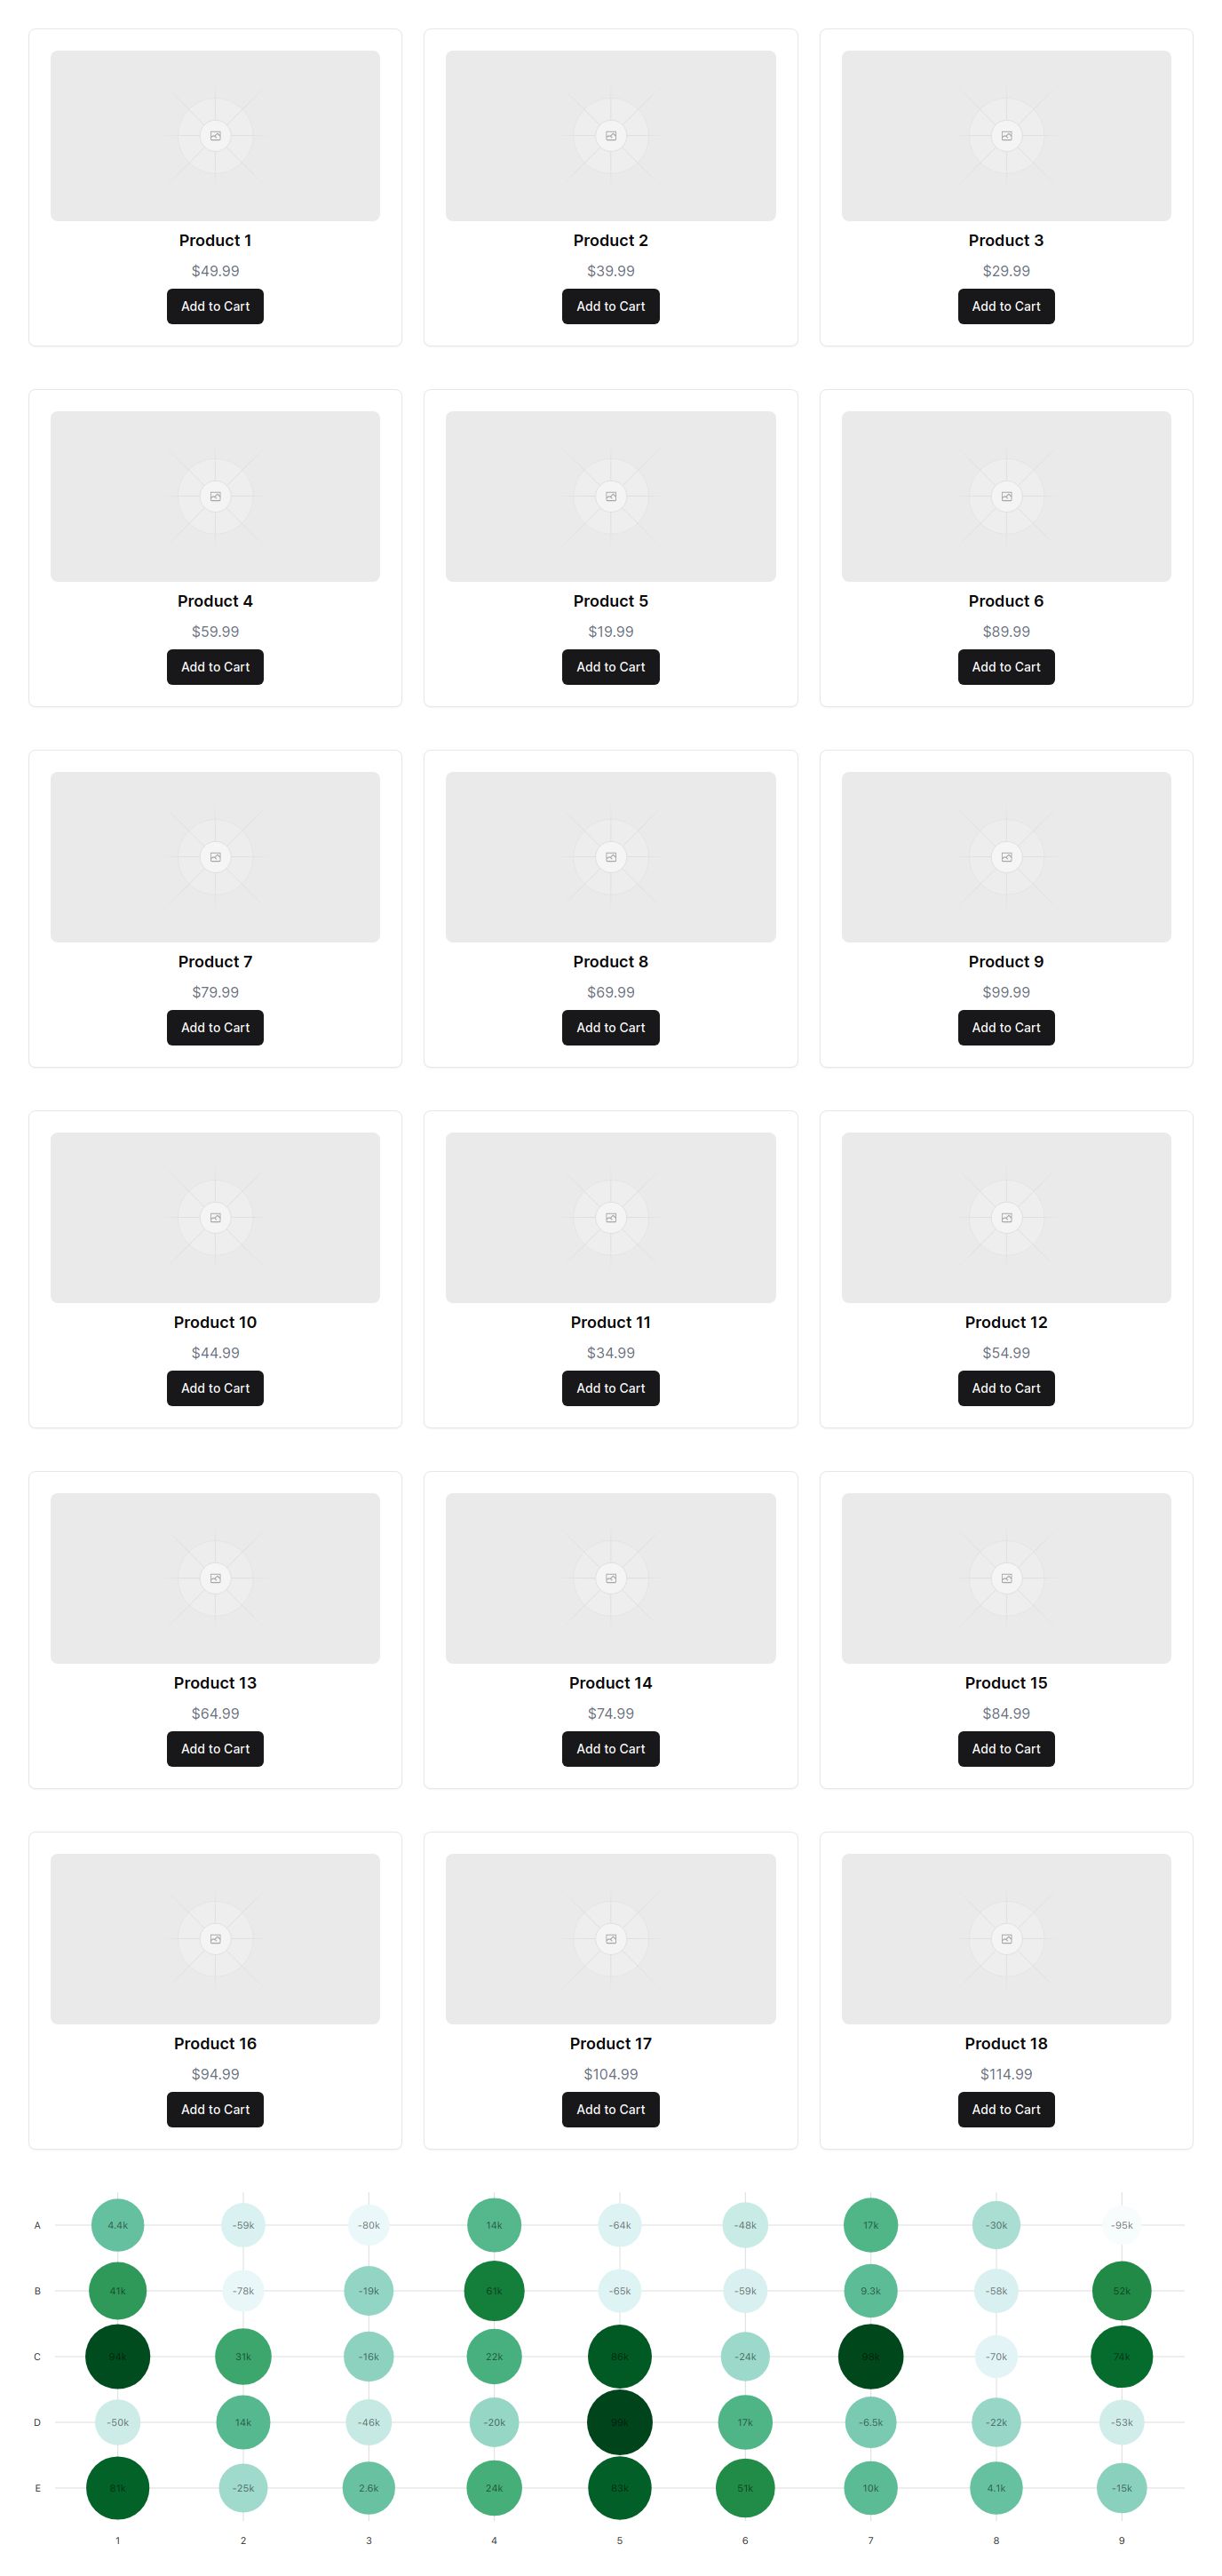 Product 1
$49.99
Add to Cart
Product 2
$39.99
Add to Cart
Product 3
$29.99
Add to Cart
Product 4
$59.99
Add to Cart
Product 5
$19.99
Add to Cart
Product 6
$89.99
Add to Cart
Product 7
$79.99
Add to Cart
Product 8
$69.99
Add to Cart
Product 9
$99.99
Add to Cart
Product 10
$44.99
Add to Cart
Product 11
$34.99
Add to Cart
Product 12
$54.99
Add to Cart
Product 13
$64.99
Add to Cart
Product 14
$74.99
Add to Cart
Product 15
$84.99
Add to Cart
Product 16
$94.99
Add to Cart
Product 17
$104.99
Add to Cart
Product 18
$114.99
Add to Cart
A 4.4k -59k -80k 14k -64k -48k 17k -30k -95k
B 41k -78k -19k 61k -65k -59k 9.3k -58k 52k
C 94k 31k -16k 22k 86k -24k -70k 74k
D -50k 14k -46k -20k 17k -6.5k -22k -53k
E 81k -25k 2.6k 24k 83k 51k 10k 4.1k -15k
1 2 3 4 5 6 7 8 9